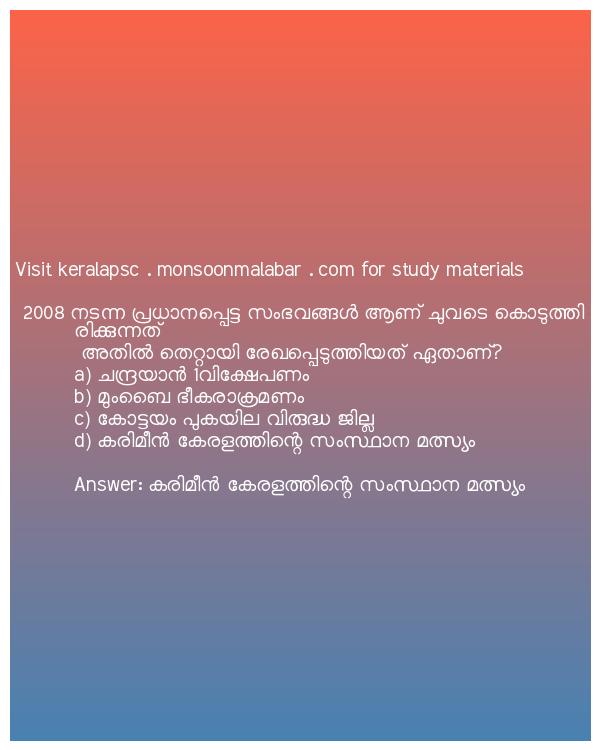 Visit keralapsc . monsoonmalabar . com for study materials
2008 നടന്ന പ്രധാനപ്പെട്ട സംഭവങ്ങൾ ആണ് ചുവടെ കൊടുത്തി
രിക്കുന്നത്
അതിൽ തെറ്റായി രേഖപ്പെടുത്തിയത് ഏതാണ്?
a) ചന്ദ്രയാൻ 1വിക്ഷേപണം
b) മുംബൈ ഭീകരാക്രമണം
c) കോട്ടയം പുകയില വിരുദ്ധ ജില്ല
d) കരിമീൻ കേരളത്തിന്റെ സംസ്ഥാന മത്സ്യം
Answer: കരിമീൻ കേരളത്തിന്റെ സംസ്ഥാന മത്സ്യം